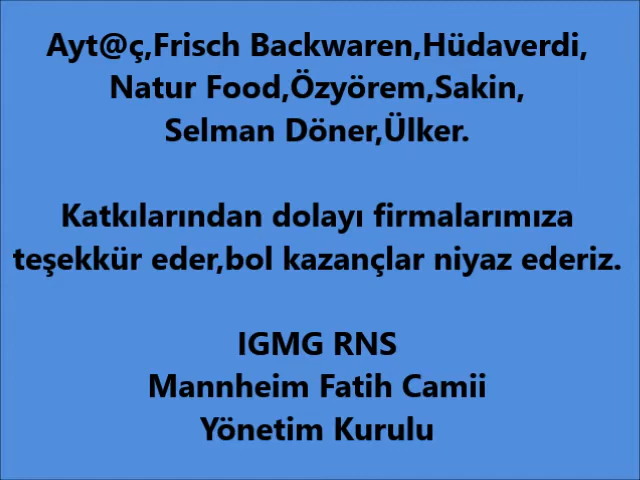 Ayt@ç,Frisch Backwaren,Hüdaverdi,
Natur Food,Özyörem,Sakin,
Selman Döner,Ülker.
Katkılarından dolayı firmalarımıza
teşekkür eder,bol kazançlar niyaz ederiz.
IGMG RNS
Mannheim Fatih Camii
Yönetim Kurulu